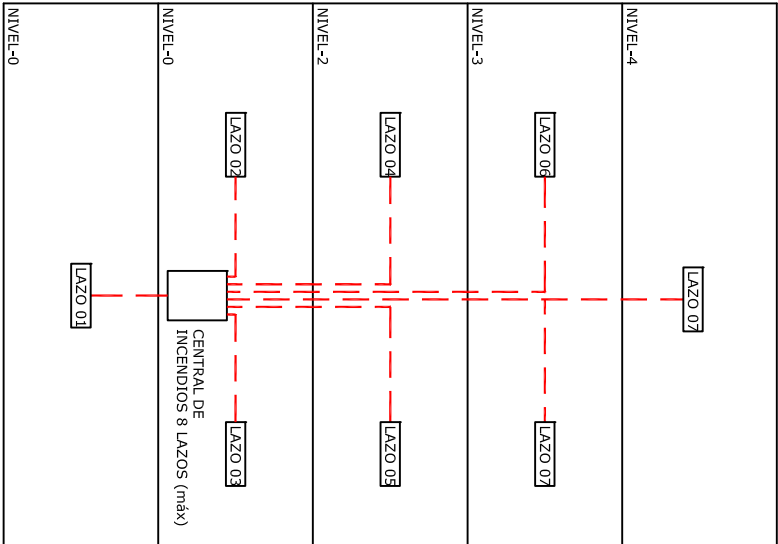 NIVEL-4
LAZO 07
NIVEL-3
LAZO 06
LAZO 07
NIVEL-2
LAZO 04
LAZO 05
NIVEL-0
LAZO 02
LAZO 03
CENTRAL DE
INCENDIOS 8 LAZOS (máx)
NIVEL-0
LAZO 01